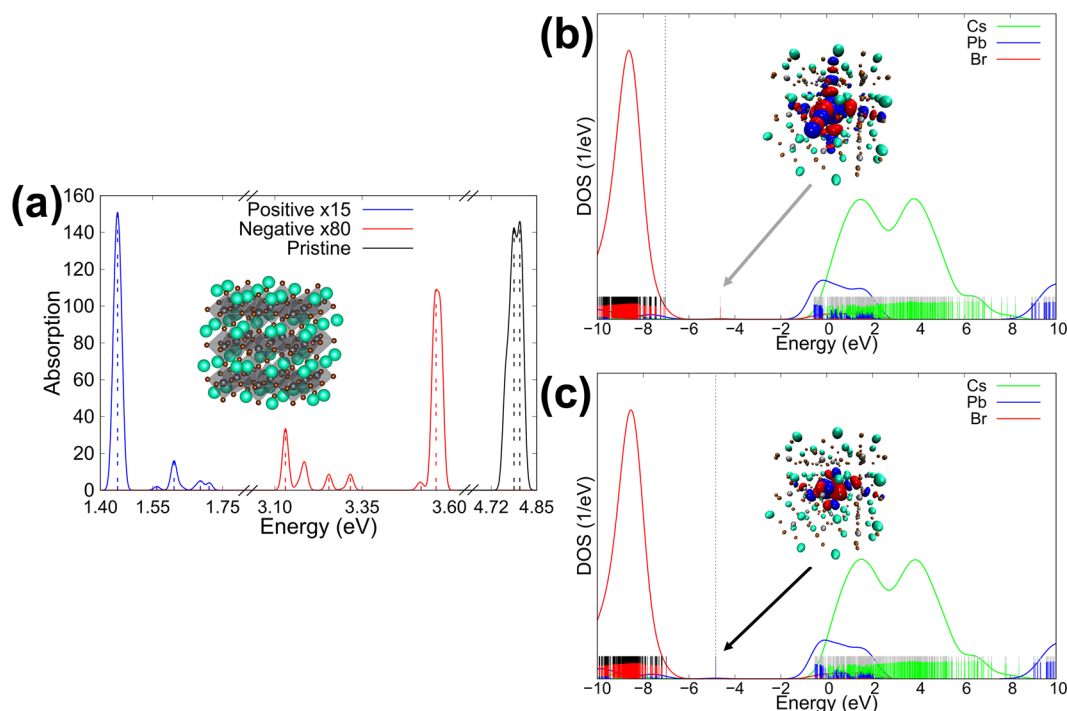 (a)
160
140
120
100
80
60
40
20
0
Absorption
Positive x15
Negative x80
Pristine
1.40 1.55 1.75 3.10 3.35 3.60 4.72 4.85
Energy (eV)
(b)
DOS (1/eV)
Cs
Pb
Br
−10 −8 −6 −4 −2 0 2 4 6 8 10
Energy (eV)
(c)
DOS (1/eV)
Cs
Pb
Br
−10 −8 −6 −4 −2 0 2 4 6 8 10
Energy (eV)